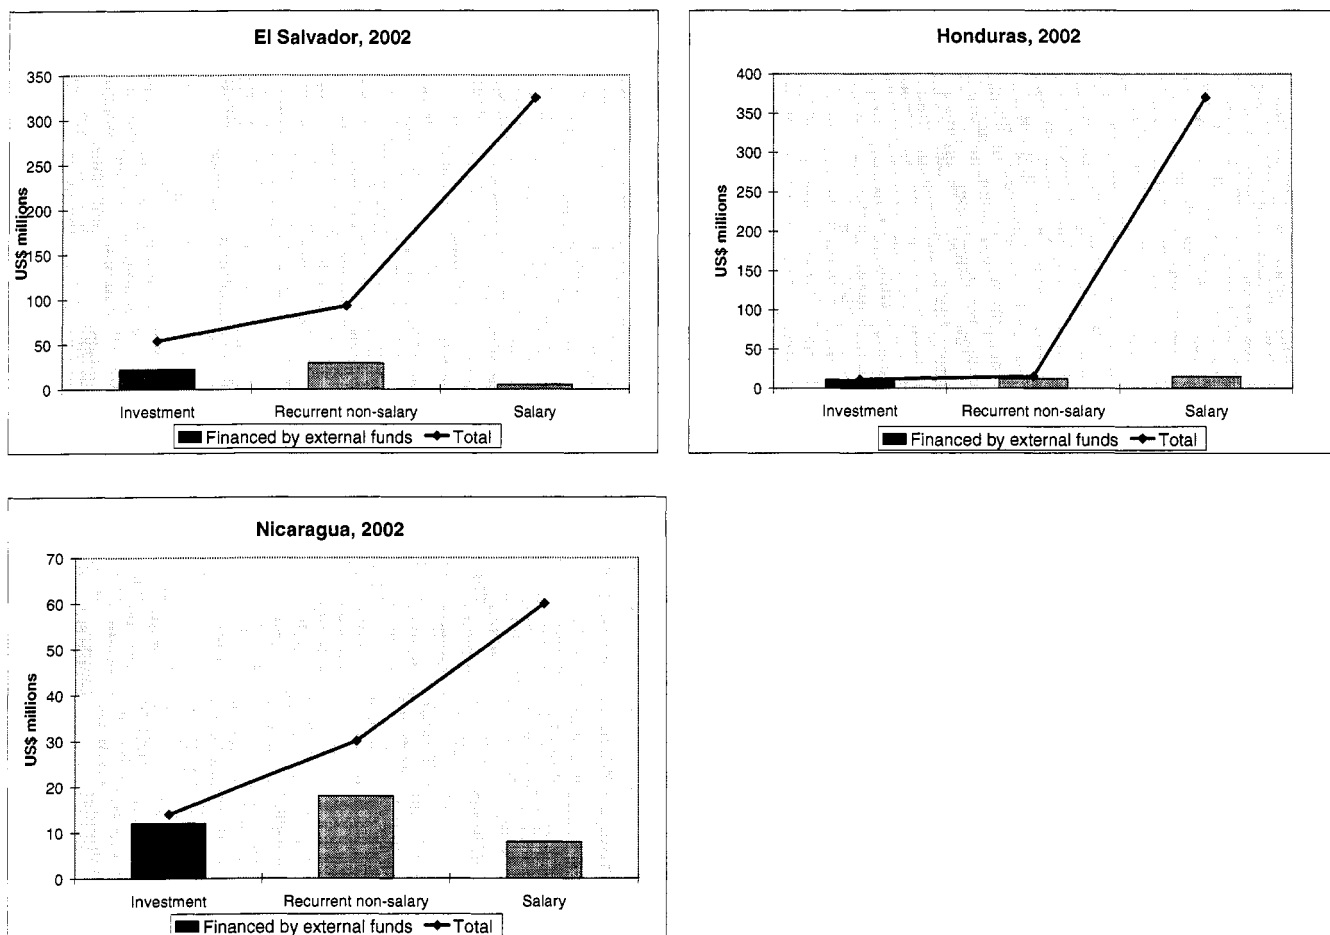 El Salvador, 2002
350
300
250
200
150
100
50
0
US$ millions
Investment Recurrent non-salary Salary
Financed by external funds Total
Honduras, 2002
400
350
300
250
200
150
100
50
0
US$ millions
Investment Recurrent non-salary Salary
Financed by external funds Total
Nicaragua, 2002
70
60
50
40
30
20
10
0
US$ millions
Investment Recurrent non-salary Salary
Financed by external funds Total